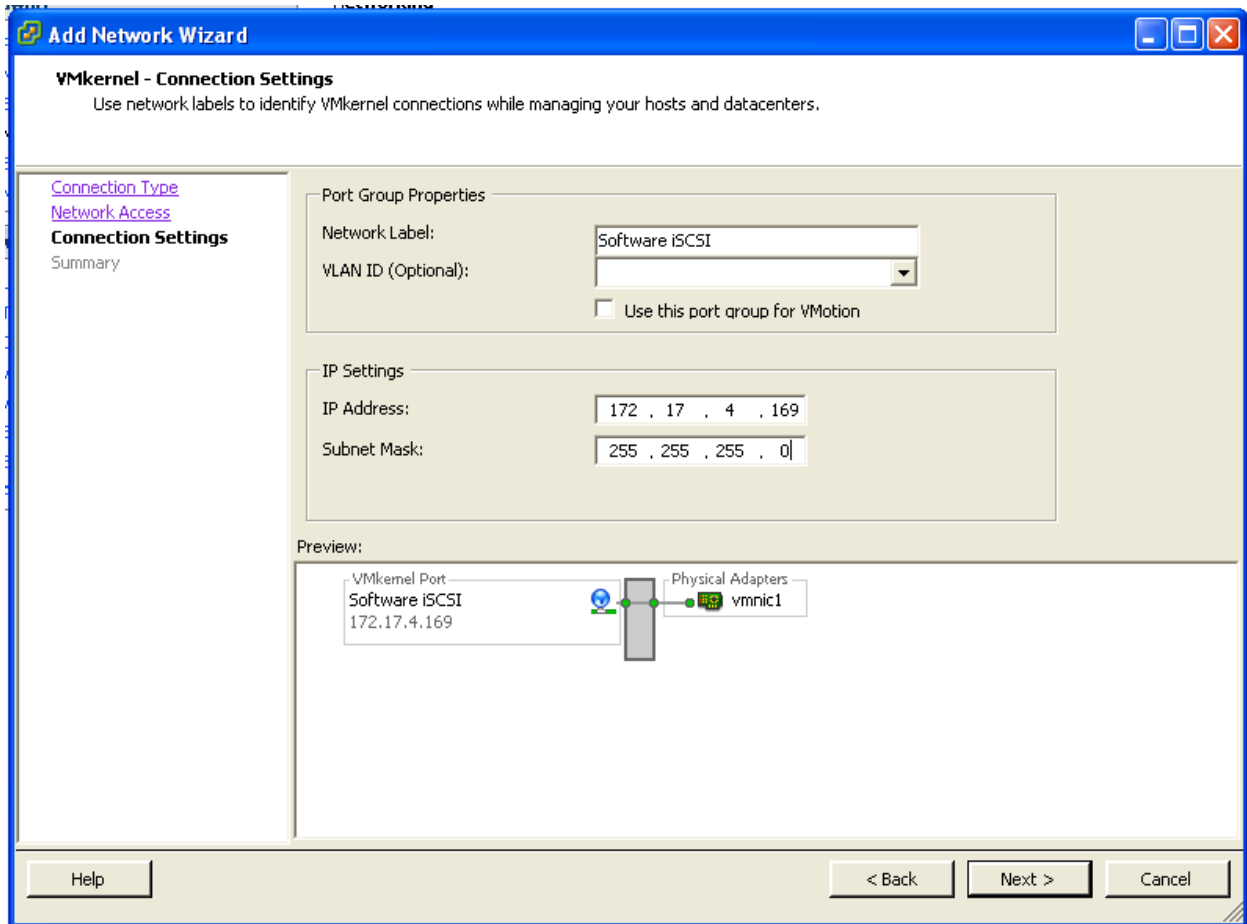 Networking
Add Network Wizard
VMkernel - Connection Settings
Use network labels to identify VMkernel connections while managing your hosts and datacenters.
Connection Type
Network Access
Connection Settings
Summary
Port Group Properties
Network Label:
Software iSCSI
VLAN ID (Optional):
Use this port group for VMotion
IP Settings
IP Address:
172 . 17 . 4 . 169
Subnet Mask:
255 . 255 . 255 . 0
Preview:
VMkernel Port
Software iSCSI
172.17.4.169
Physical Adapters
vmnic1
Help
< Back
Next >
Cancel